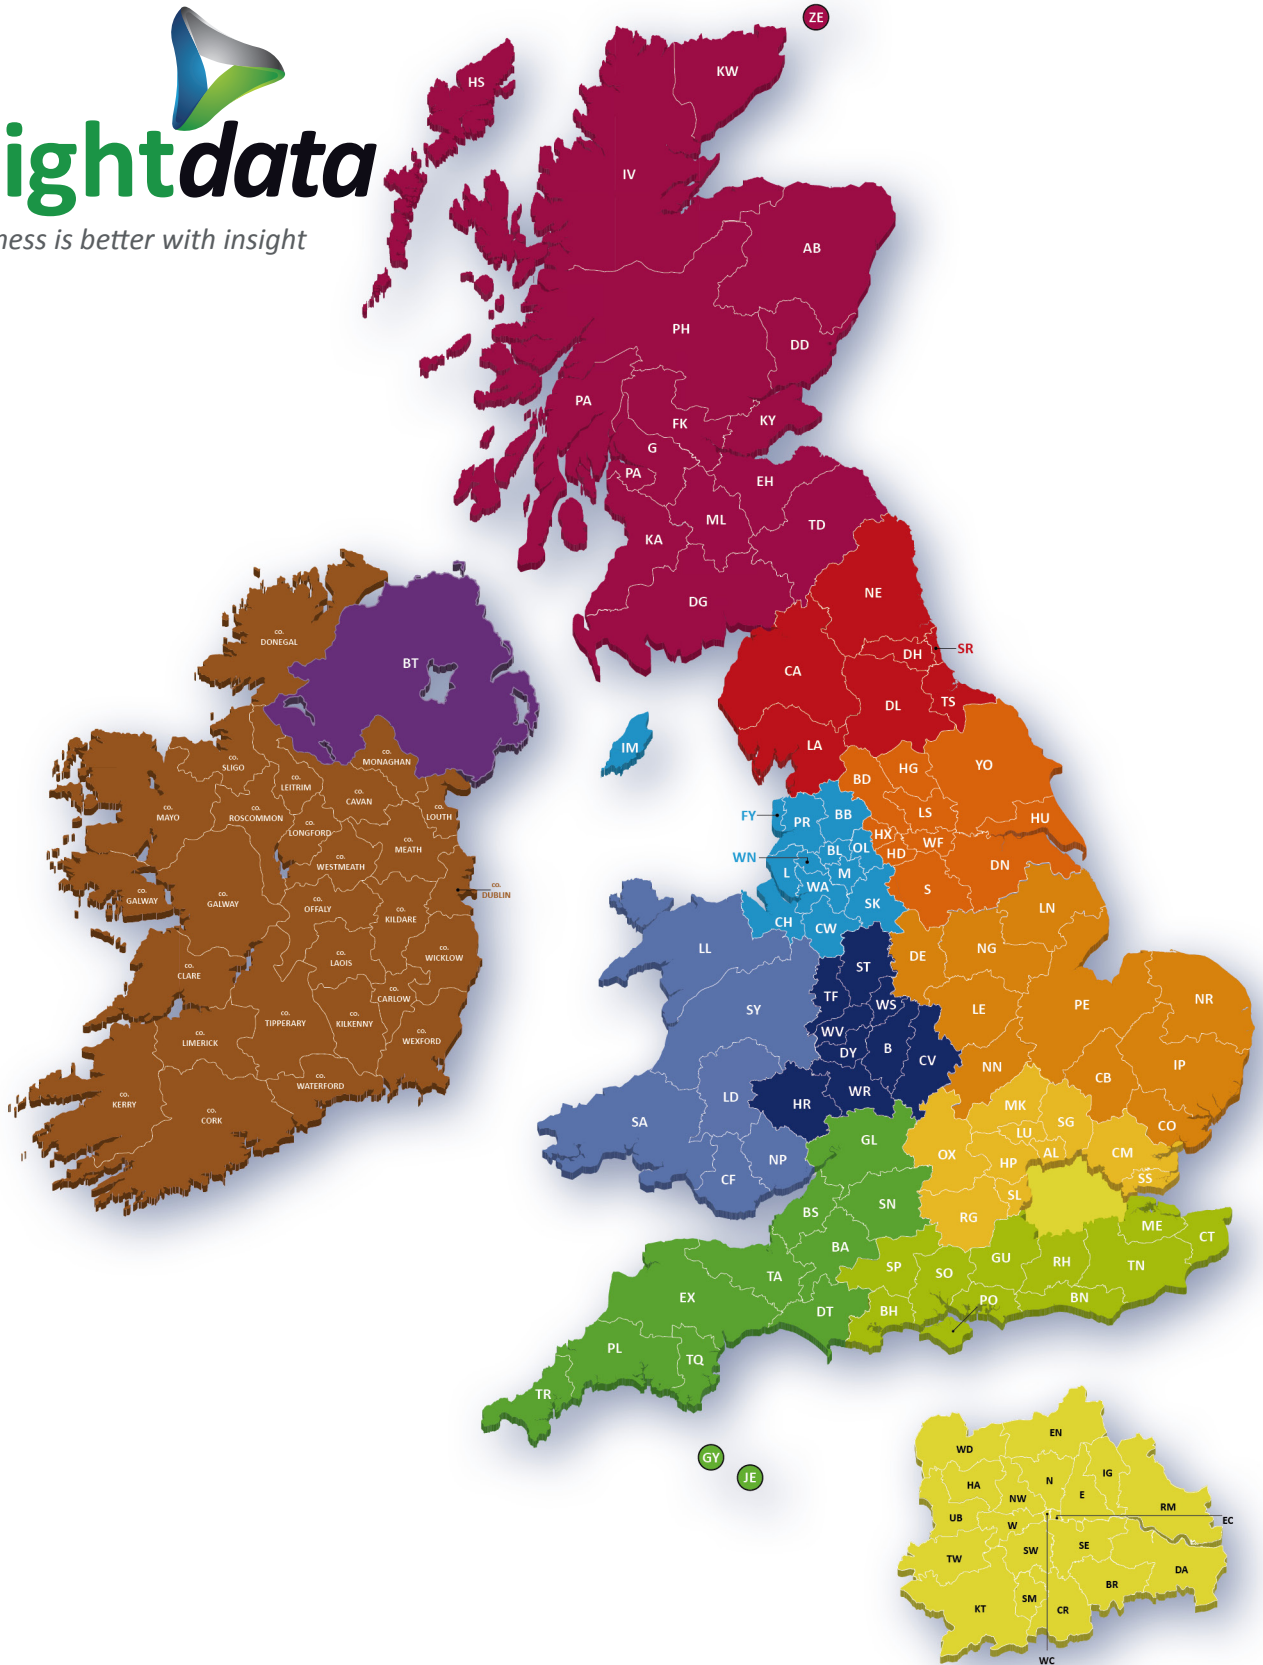 ZE
HS
KW
ightdata
IV
ness is better with insight
AB
PH
DD
PA
KY
FK
G
PA
EH
ML
TD
KA
NE
DG
CO.
DONEGAL
SR
DH
BT
CA
DL
TS
LA
IM
CO.
MONAGHAN
CO.
SLIGO
YO
HG
BD
CO.
LEITRIM
CO.
CAVAN
CO.
MAYO
CO.
ROSCOMMON
CO.
LOUTH
FY
PR
BB
LS
HU
CO.
LONGFORD
HX
WF
CO.
MEATH
WN
BL
OL
HD
CO.
WESTMEATH
DN
L
M
WA
S
CO.
DUBLIN
CO.
GALWAY
CO.
GALWAY
CO.
OFFALY
SK
LN
CO.
KILDARE
CH
CW
LL
NG
DE
CO.
WICKLOW
CO.
LAOIS
ST
CO.
CLARE
TF
WS
CO.
CARLOW
NR
PE
SY
LE
CO.
TIPPERARY
CO.
KILKENNY
WV
CO.
LIMERICK
CO.
WEXFORD
DY
B
CV
NN
IP
CB
CO.
WATERFORD
WR
LD
HR
CO.
KERRY
MK
CO.
CORK
SA
SG
LU
CO
GL
OX
AL
CM
HP
NP
CF
SS
SL
SN
BS
RG
ME
CT
BA
GU
RH
TN
SP
SO
TA
EX
BN
PO
DT
BH
PL
TQ
TR
EN
WD
GY
JE
IG
N
HA
E
NW
RM
UB
EC
W
SE
SW
TW
DA
BR
SM
KT
CR
WC